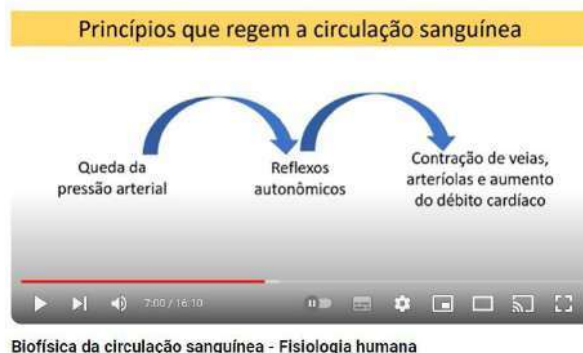 Princípios que regem a circulação sanguínea
Queda da
pressão arterial
Reflexos
autonômicos
Contração de veias,
arteríolas e aumento
do débito cardíaco
7:00 / 16:10
Biofísica da circulação sanguínea - Fisiologia humana